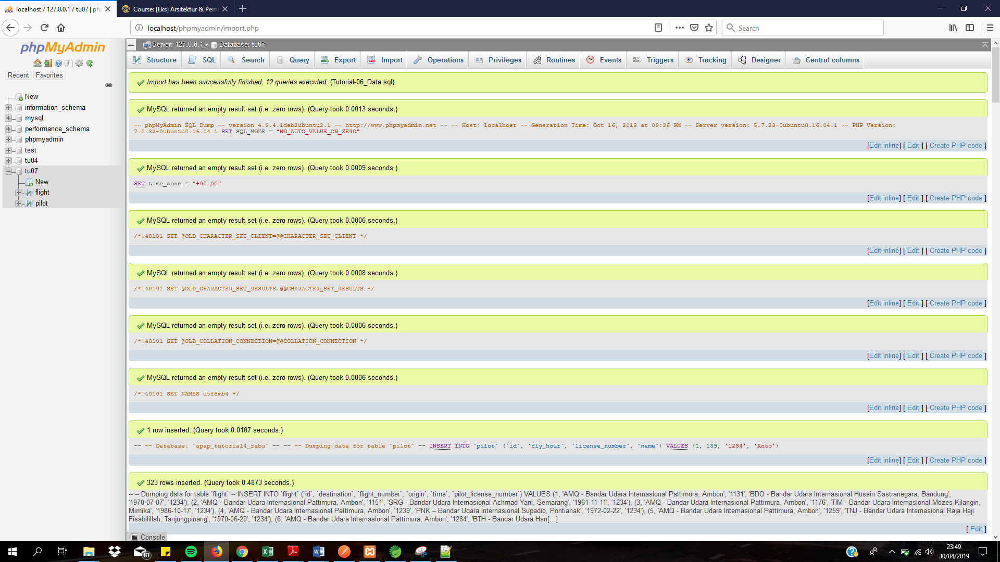 localhost / 127.0.0.1 / tu07 | ph
Course: [Eks] Arsitektur & Pem
localhost/phpmyadmin/import.php
Search
phpMyAdmin
Recent
Favorites
New
information_schema
mysql
performance_schema
phpmyadmin
test
tu04
tu07
New
flight
pilot
Server: 127.0.0.1 » Database: tu07
Structure SQL Search Query Export Import Operations Privileges Routines Events Triggers Tracking Designer Central columns
Import has been successfully finished, 12 queries executed. (Tutorial-06_Data.sql)
MySQL returned an empty result set (i.e. zero rows). (Query took 0.0013 seconds.)
-- phpMyAdmin SQL Dump -- version 4.5.4.1deb2ubuntu2.1 -- http://www.phpmyadmin.net -- -- Host: localhost -- Generation Time: Oct 16, 2018 at 09:36 PM -- Server version: 5.7.23-0ubuntu0.16.04.1 -- PHP Version:
7.0.32-0ubuntu0.16.04.1 SET SQL_MODE = "NO_AUTO_VALUE_ON_ZERO"
[Edit inline] [ Edit ] [ Create PHP code ]
MySQL returned an empty result set (i.e. zero rows). (Query took 0.0009 seconds.)
SET time_zone = "+00:00"
[Edit inline] [ Edit ] [ Create PHP code ]
MySQL returned an empty result set (i.e. zero rows). (Query took 0.0006 seconds.)
/*!40101 SET @OLD_CHARACTER_SET_CLIENT=@@CHARACTER_SET_CLIENT */
[Edit inline] [ Edit ] [ Create PHP code ]
MySQL returned an empty result set (i.e. zero rows). (Query took 0.0008 seconds.)
/*!40101 SET @OLD_CHARACTER_SET_RESULTS=@@CHARACTER_SET_RESULTS */
[Edit inline] [ Edit ] [ Create PHP code ]
MySQL returned an empty result set (i.e. zero rows). (Query took 0.0006 seconds.)
/*!40101 SET @OLD_COLLATION_CONNECTION=@@COLLATION_CONNECTION */
[Edit inline] [ Edit ] [ Create PHP code ]
MySQL returned an empty result set (i.e. zero rows). (Query took 0.0006 seconds.)
/*!40101 SET NAMES utf8mb4 */
[Edit inline] [ Edit ] [ Create PHP code ]
1 row inserted. (Query took 0.0107 seconds.)
-- -- Database: `apap_tutorial4_rabu` -- -- -- Dumping data for table `pilot` -- INSERT INTO `pilot` (`id`, `fly_hour`, `license_number`, `name`) VALUES (1, 139, '1234', 'Anto')
[Edit inline] [ Edit ] [ Create PHP code ]
323 rows inserted. (Query took 0.4873 seconds.)
-- -- Dumping data for table `flight` -- INSERT INTO `flight` (`id`, `destination`, `flight_number`, `origin`, `time`, `pilot_license_number`) VALUES (1, 'AMQ - Bandar Udara Internasional Pattimura, Ambon', '1131', 'BDO - Bandar Udara Internasional Husein Sastranegara, Bandung',
'1970-07-07', '1234'), (2, 'AMQ - Bandar Udara Internasional Pattimura, Ambon', '1151', 'SRG - Bandar Udara Internasional Achmad Yani, Semarang', '1961-11-11', '1234'), (3, 'AMQ - Bandar Udara Internasional Pattimura, Ambon', '1176', 'TIM - Bandar Udara Internasional Mozes Kilangin,
Mimika', '1986-10-17', '1234'), (4, 'AMQ - Bandar Udara Internasional Pattimura, Ambon', '1239', 'PNK – Bandar Udara Internasional Supadio, Pontianak', '1972-02-22', '1234'), (5, 'AMQ - Bandar Udara Internasional Pattimura, Ambon', '1259', 'TNJ - Bandar Udara Internasional Raja Haji
Fisabilillah, Tanjungpinang', '1970-06-29', '1234'), (6, 'AMQ - Bandar Udara Internasional Pattimura, Ambon', '1284', 'BTH - Bandar Udara Han[...]
[ Edit ]
Console
81
23:49
30/04/2019